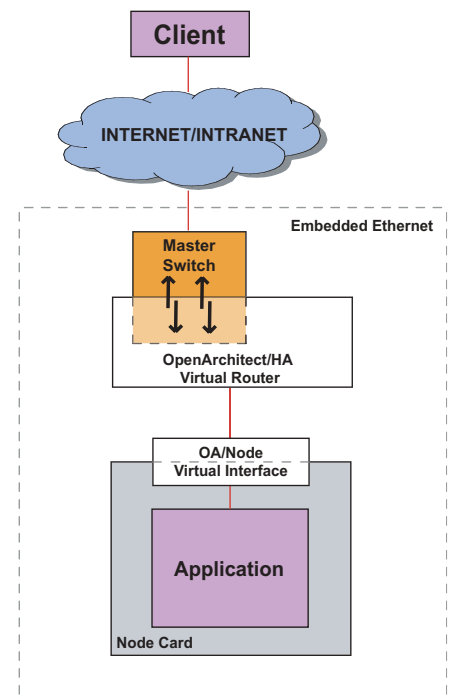 Client
INTERNET/INTRANET
Embedded Ethernet
Master
Switch
OpenArchitect/HA
Virtual Router
OA/Node
Virtual Interface
Application
Node Card